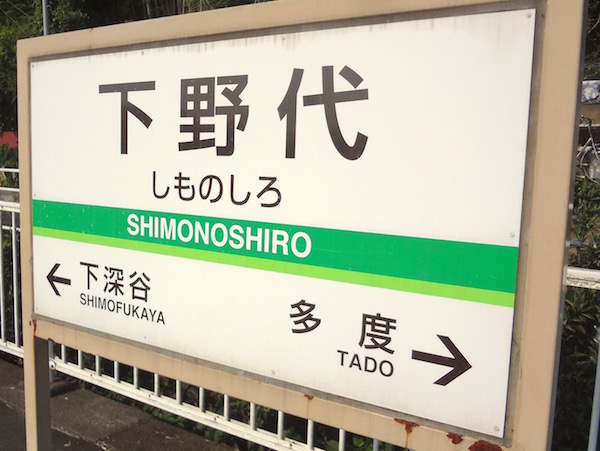 下野代
しものしろ
SHIMONOSHIRO
← 下深谷
SHIMOFUKAYA
多度 →
TADO